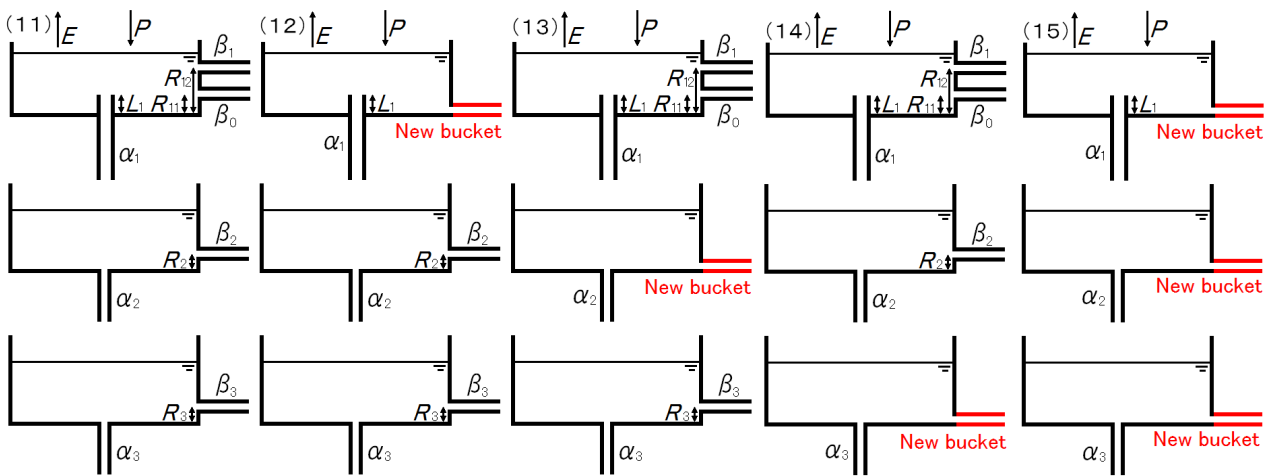 (11) E P (12) E P (13) E P (14) E P (15) E P
β1 β1 β1
R12 R12 R12
L1 R11 L1 L1 R11 L1 R11 L1
β0 New bucket β0 β0 New bucket
α1 α1 α1 α1 α1
β2 β2 β2
R2 R2 R2
α2 α2 α2 New bucket α2 α2 New bucket
β3 β3 β3
R3 R3 R3
α3 α3 α3 α3 New bucket α3 New bucket